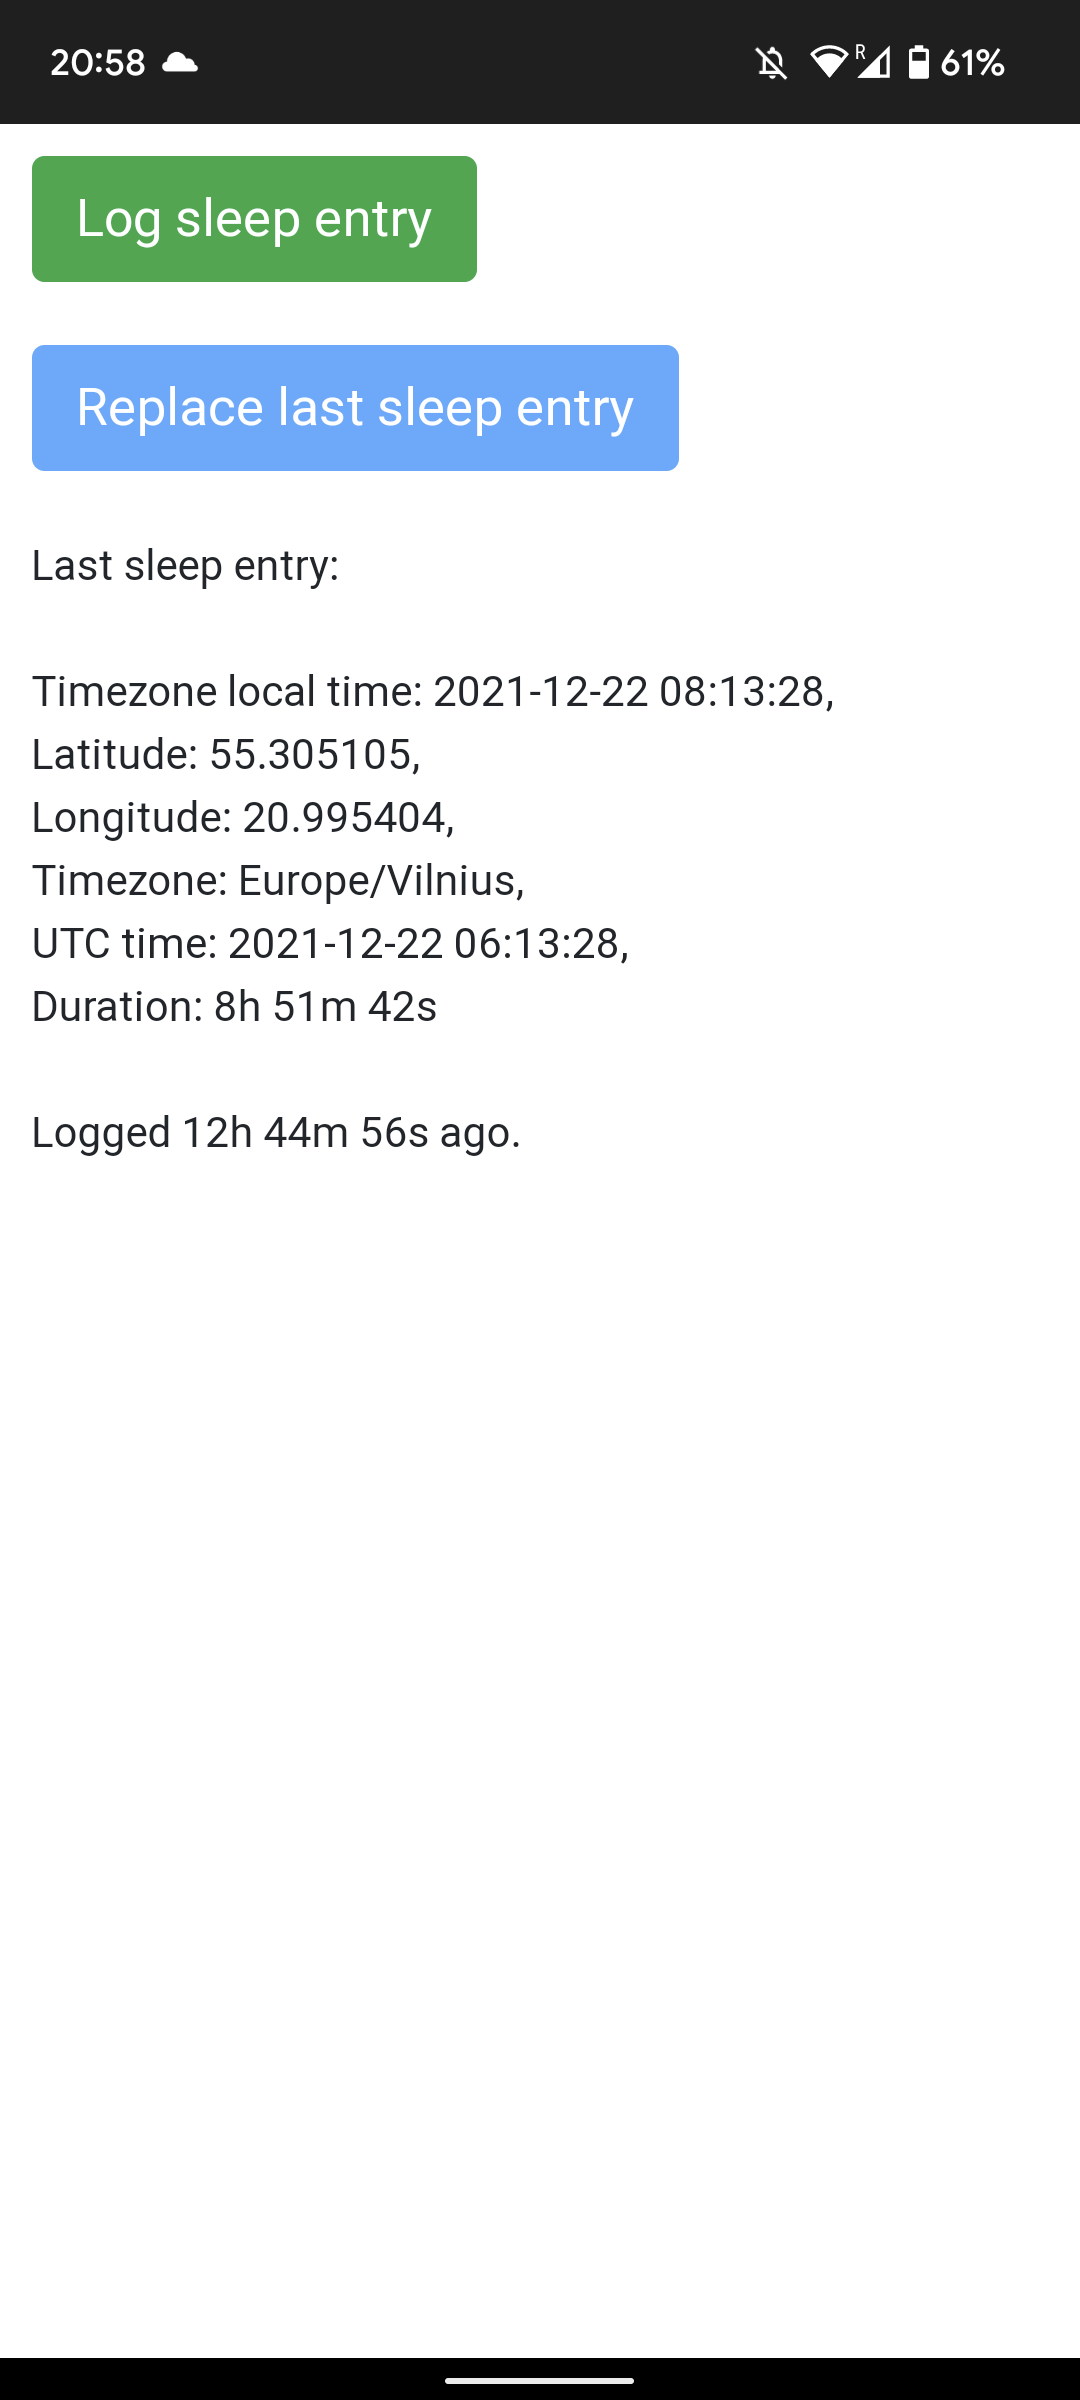 20:58
R
61%
Log sleep entry
Replace last sleep entry
Last sleep entry:
Timezone local time: 2021-12-22 08:13:28,
Latitude: 55.305105,
Longitude: 20.995404,
Timezone: Europe/Vilnius,
UTC time: 2021-12-22 06:13:28,
Duration: 8h 51m 42s
Logged 12h 44m 56s ago.